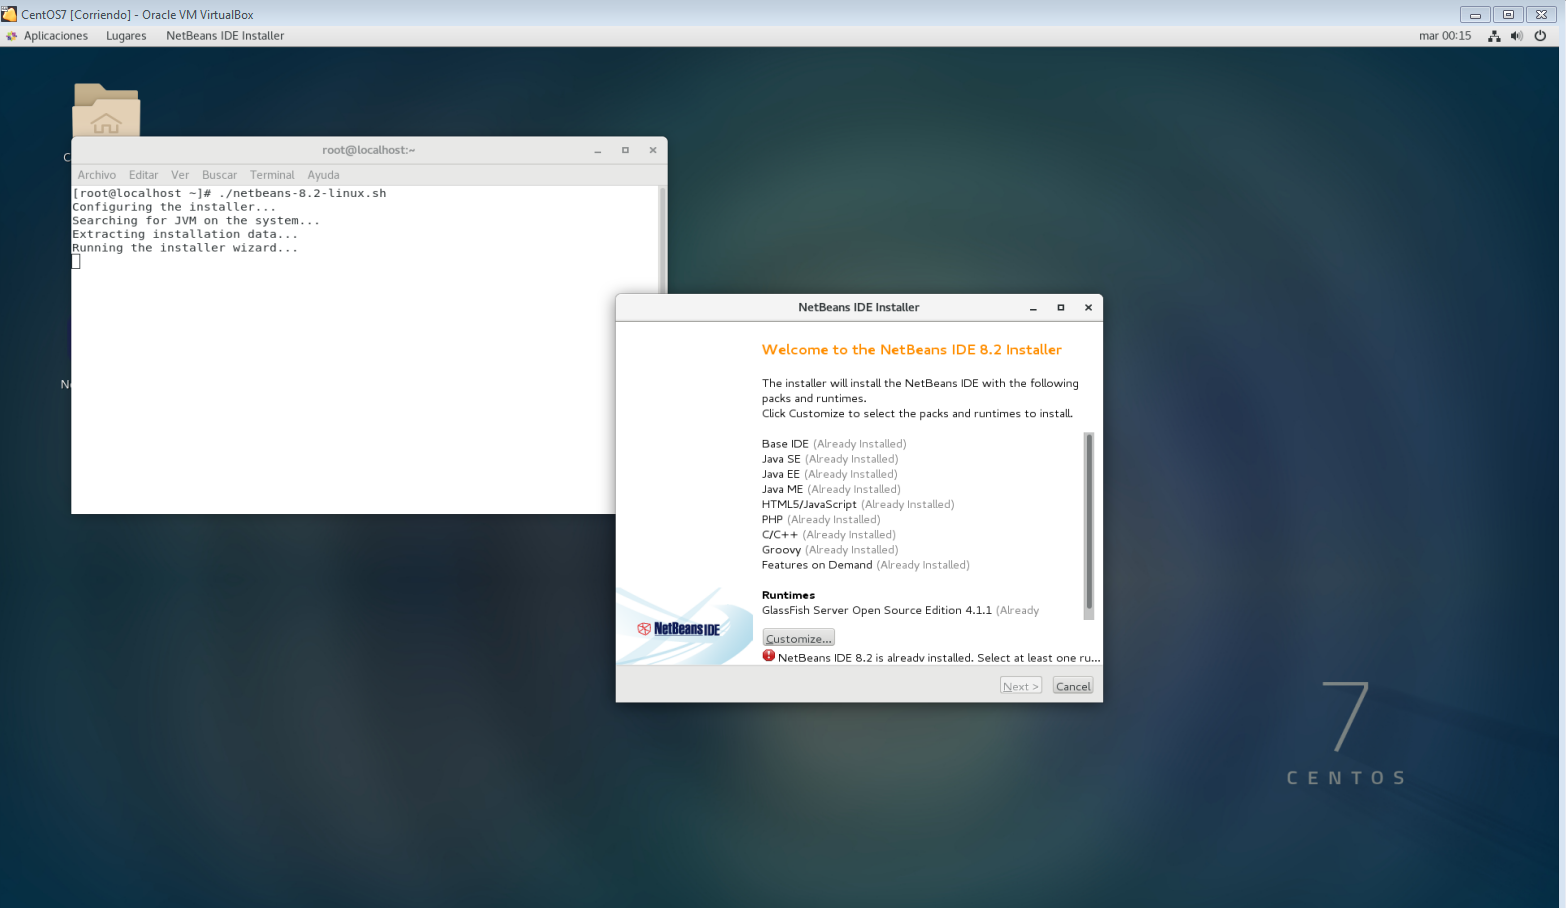 CentOS7 [Corriendo] - Oracle VM VirtualBox
Aplicaciones Lugares NetBeans IDE Installer mar 00:15
root@localhost:~
Archivo Editar Ver Buscar Terminal Ayuda
[root@localhost ~]# ./netbeans-8.2-linux.sh
Configuring the installer...
Searching for JVM on the system...
Extracting installation data...
Running the installer wizard...
NetBeans IDE Installer
Welcome to the NetBeans IDE 8.2 Installer
The installer will install the NetBeans IDE with the following
packs and runtimes.
Click Customize to select the packs and runtimes to install.
Base IDE (Already Installed)
Java SE (Already Installed)
Java EE (Already Installed)
Java ME (Already Installed)
HTML5/JavaScript (Already Installed)
PHP (Already Installed)
C/C++ (Already Installed)
Groovy (Already Installed)
Features on Demand (Already Installed)
Runtimes
GlassFish Server Open Source Edition 4.1.1 (Already
NetBeans IDE
Customize...
NetBeans IDE 8.2 is already installed. Select at least one ru...
Next > Cancel
7
CENTOS